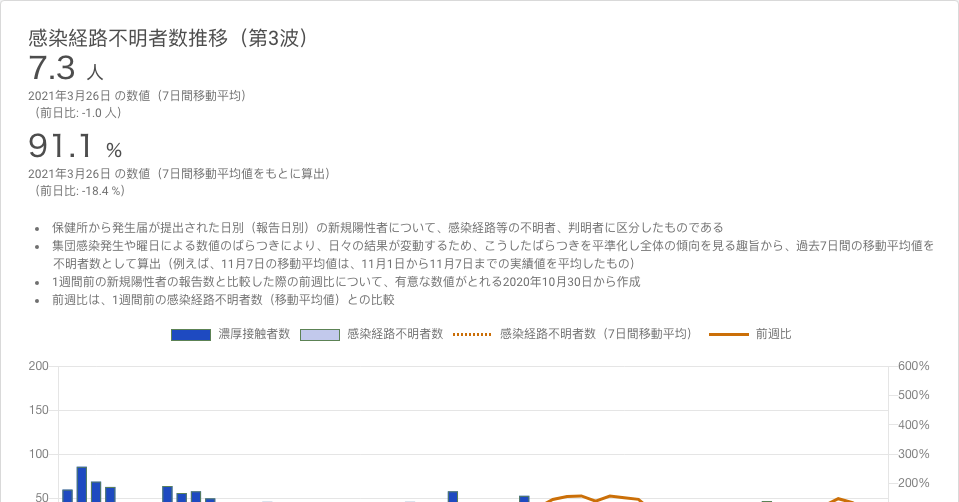 感染経路不明者数推移（第3波）
7.3 人
2021年3月26日 の数値（7日間移動平均）
（前日比: -1.0 人）
91.1 %
2021年3月26日 の数値（7日間移動平均値をもとに算出）
（前日比: -18.4 %）
• 保健所から発生届が提出された日別（報告日別）の新規陽性者について、感染経路等の不明者、判明者に区分したものである
• 集団感染発生や曜日による数値のばらつきにより、日々の結果が変動するため、こうしたばらつきを平準化し全体の傾向を見る趣旨から、過去7日間の移動平均値を
不明者数として算出（例えば、11月7日の移動平均値は、11月1日から11月7日までの実績値を平均したもの）
• 1週間前の新規陽性者の報告数と比較した際の前週比について、有意な数値がとれる2020年10月30日から作成
• 前週比は、1週間前の感染経路不明者数（移動平均値）との比較
濃厚接触者数 感染経路不明者数 感染経路不明者数（7日間移動平均） 前週比
200 600%
500%
150
400%
100 300%
200%
50